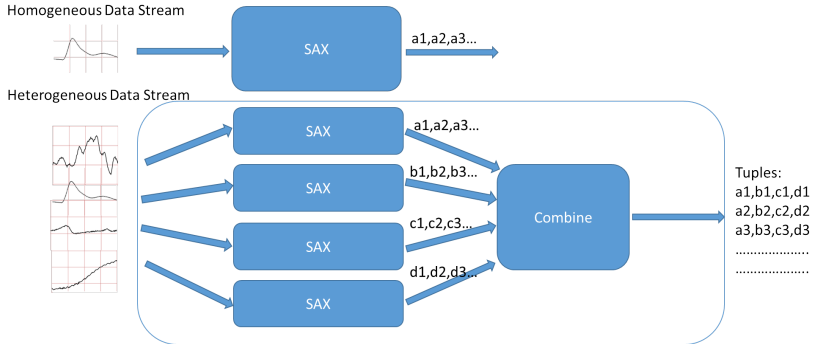 Homogeneous Data Stream
SAX
a1,a2,a3...
Heterogeneous Data Stream
SAX
a1,a2,a3...
SAX
b1,b2,b3...
SAX
c1,c2,c3...
SAX
d1,d2,d3...
Combine
Tuples:
a1,b1,c1,d1
a2,b2,c2,d2
a3,b3,c3,d3
......................
......................